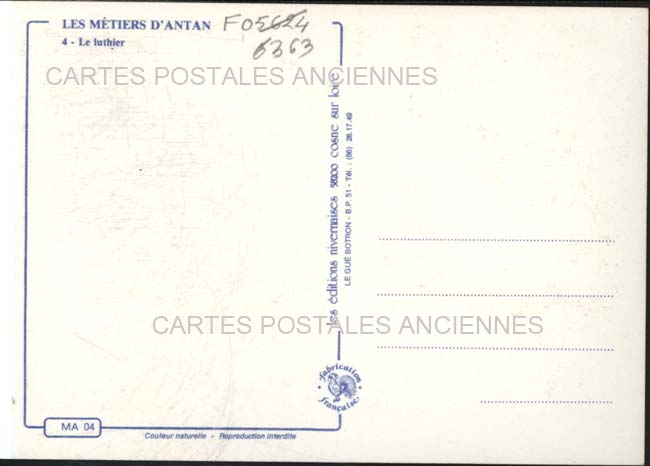 LES MÉTIERS D'ANTAN
F05624
6363
4 - Le luthier
CARTES POSTALES ANCIENNES
les éditions nivernaises 58200 cosne sur loire
LE GUÉ BOTRON - B.P. 51 - Tél. : (86) 28.17.49
CARTES POSTALES ANCIENNES
Fabrication française
MA 04
Couleur naturelle - Reproduction interdite